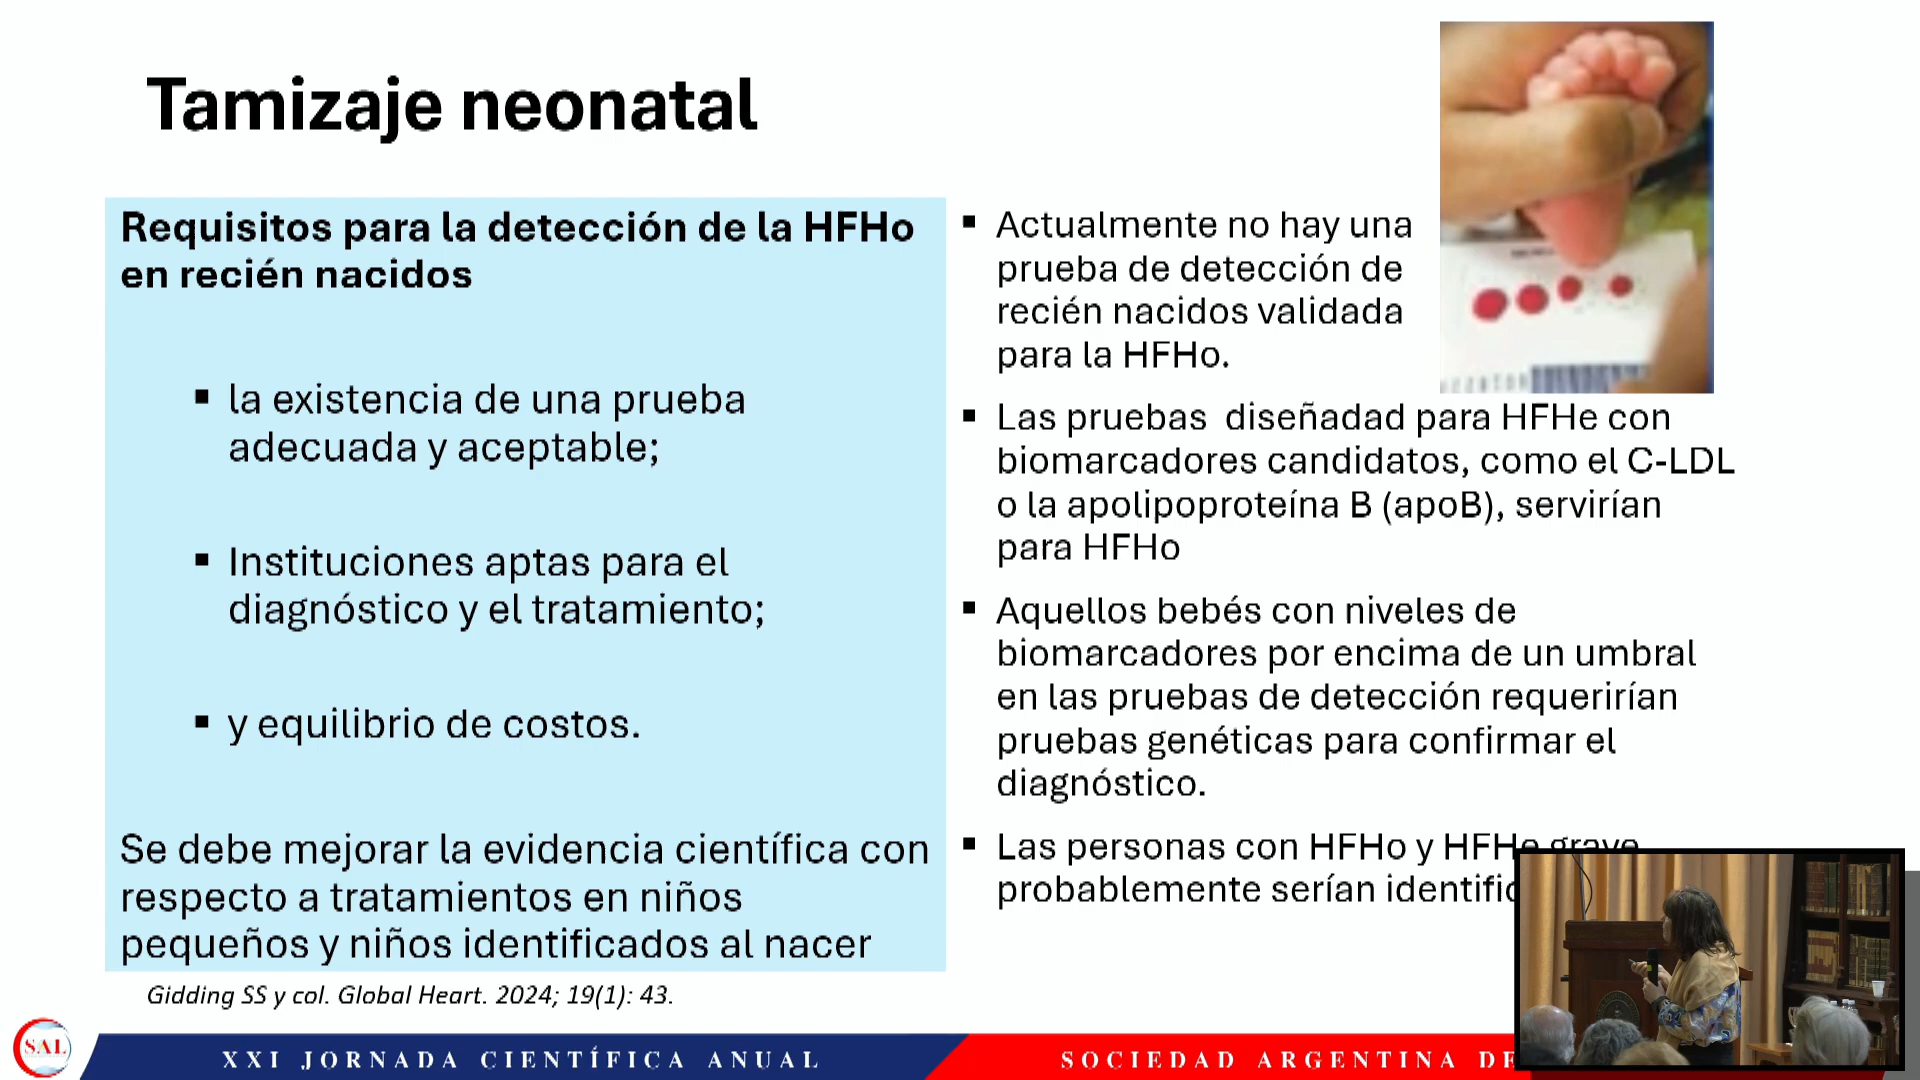 Tamizaje neonatal
Requisitos para la detección de la HFHo
en recién nacidos
▪ la existencia de una prueba
adecuada y aceptable;
▪ Instituciones aptas para el
diagnóstico y el tratamiento;
▪ y equilibrio de costos.
Se debe mejorar la evidencia científica con
respecto a tratamientos en niños
pequeños y niños identificados al nacer
▪ Actualmente no hay una
prueba de detección de
recién nacidos validada
para la HFHo.
▪ Las pruebas diseñadad para HFHe con
biomarcadores candidatos, como el C-LDL
o la apolipoproteína B (apoB), servirían
para HFHo
▪ Aquellos bebés con niveles de
biomarcadores por encima de un umbral
en las pruebas de detección requerirían
pruebas genéticas para confirmar el
diagnóstico.
▪ Las personas con HFHo y HFHe grave
probablemente serían
Gidding SS y col. Global Heart. 2024; 19(1): 43.
SAL
XXI JORNADA CIENTÍFICA ANUAL
SOCIEDAD ARGENTINA DE